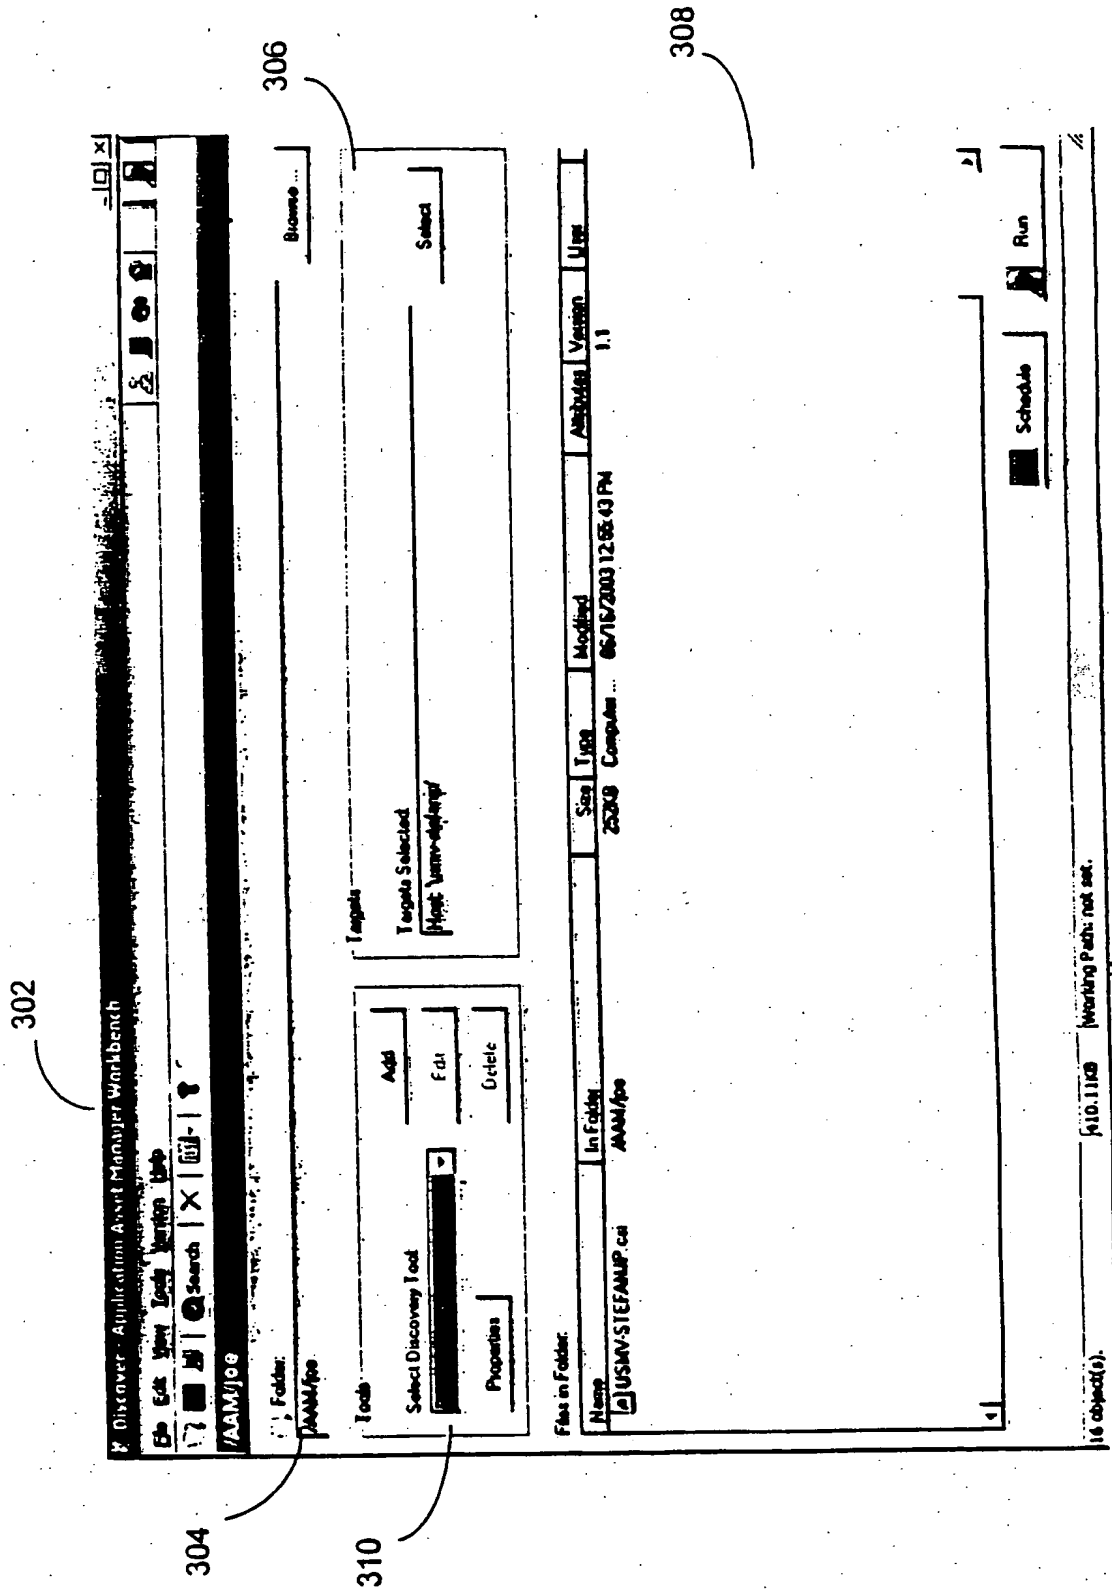 302
Discover - Application Asset Manager Workbench
File Edit View Tools Version Help
Search
/AAM/joe
Folder:
/AAM/joe
Browse ...
304
306
Tools
Select Discovery Tool
Add
Edit
Delete
Properties
310
Targets
Targets Selected
Select
Files in Folder:
Name In Folder Size Type Modified Attributes Version User
/AAM/joe 252KB Computer ... 06/16/2003 12:55:43 PM 1.1
308
Schedule
Run
16 object(s).
410.11KB
Working Path: not set.